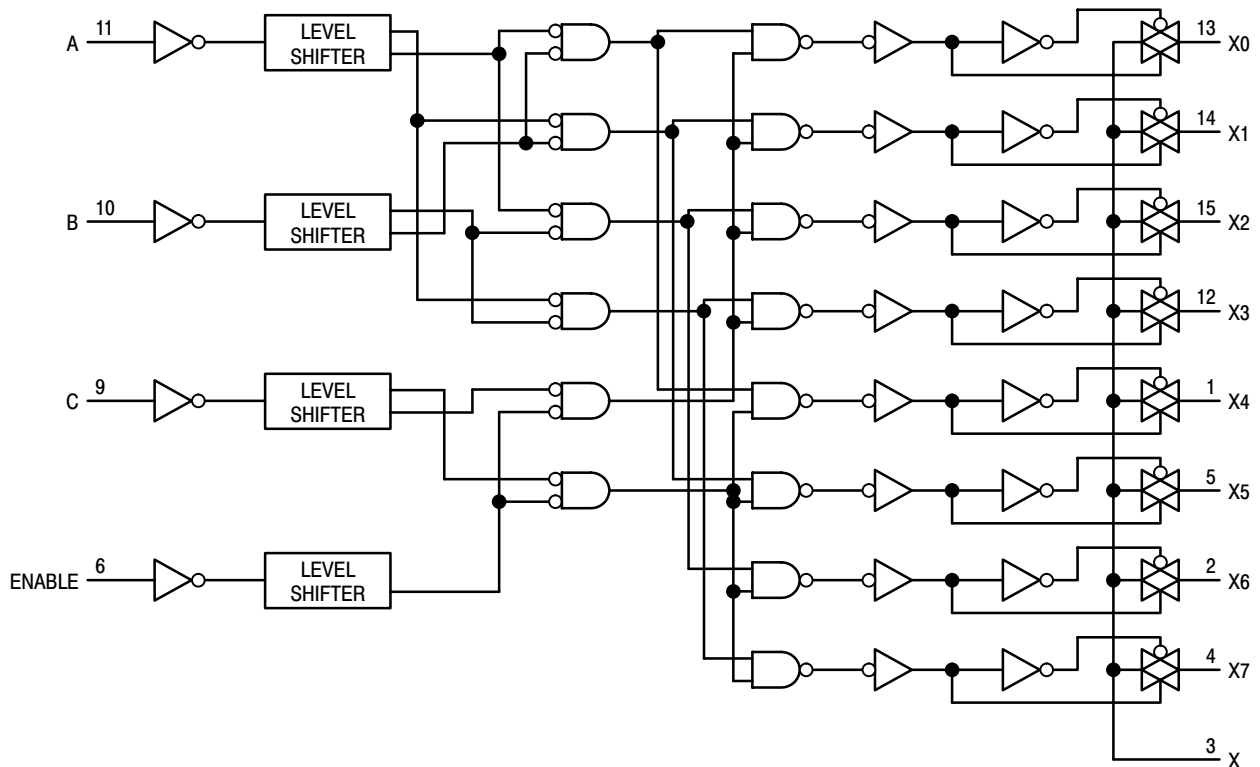 A 11 LEVEL SHIFTER 13 X0
14 X1
B 10 LEVEL SHIFTER 15 X2
12 X3
C 9 LEVEL SHIFTER 1 X4
5 X5
ENABLE 6 LEVEL SHIFTER 2 X6
4 X7
3 X